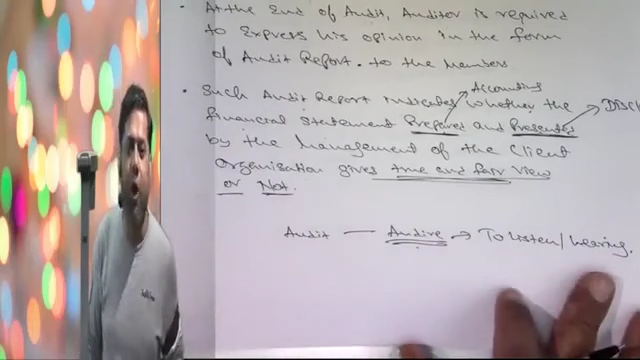 • At the End of Audit, Auditor is required
to Express his opinion in the form
of Audit Report. to the Members
Accounting
• Such Audit Report indicates whether the
financial statement Prepared and Presented
by the Management of the Client
Organisation gives true and fair view
or Not.
Audit — Audire → To listen/hearing.